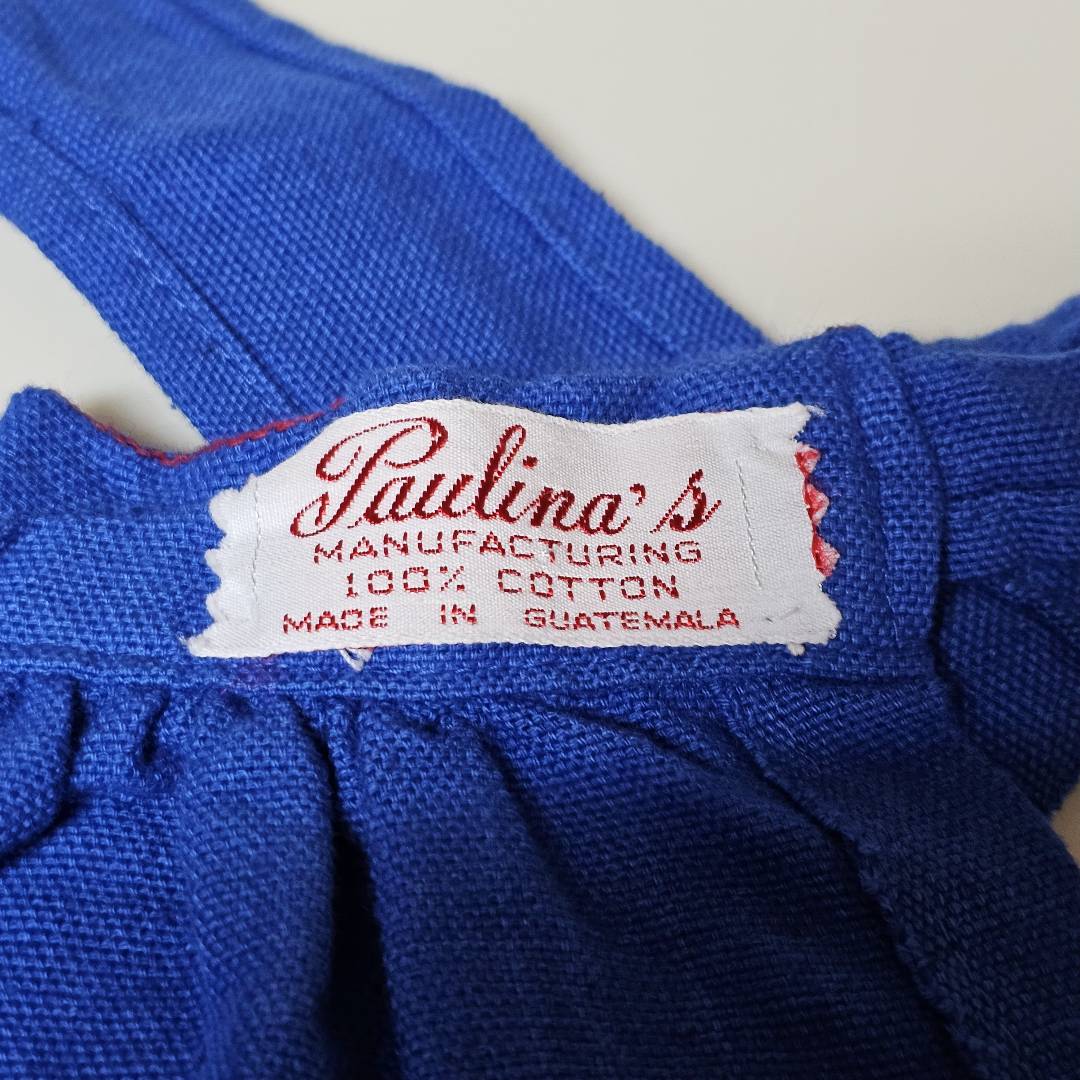 Paulina's
MANUFACTURING
100% COTTON
MADE IN GUATEMALA